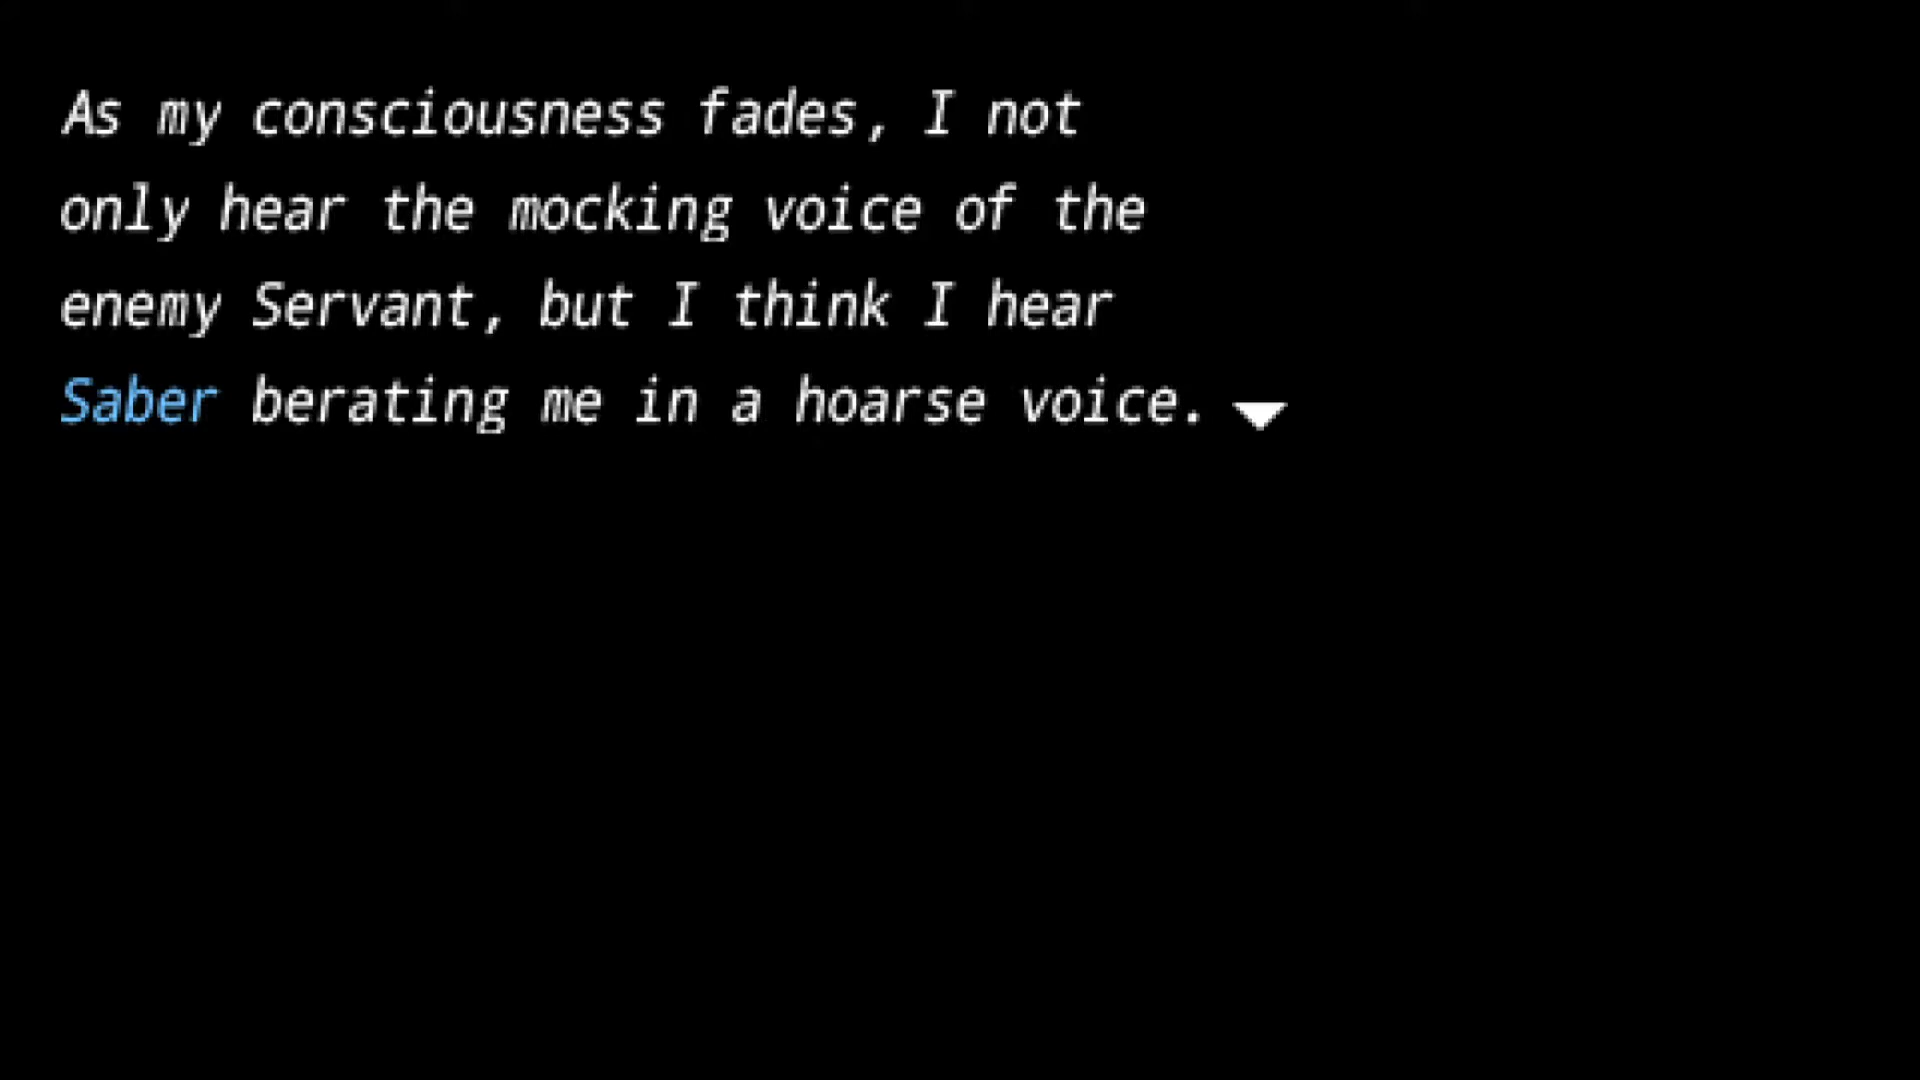 As my consciousness fades, I not
only hear the mocking voice of the
enemy Servant, but I think I hear
Saber berating me in a hoarse voice.